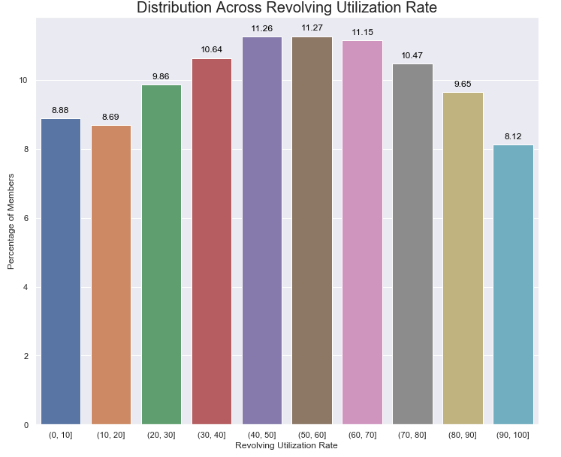 Distribution Across Revolving Utilization Rate
11.26 11.27 11.15
10.64 10.47
9.86 9.65
8.88 8.69 8.12
Percentage of Members
10
8
6
4
2
0
(0, 10] (10, 20] (20, 30] (30, 40] (40, 50] (50, 60] (60, 70] (70, 80] (80, 90] (90, 100]
Revolving Utilization Rate